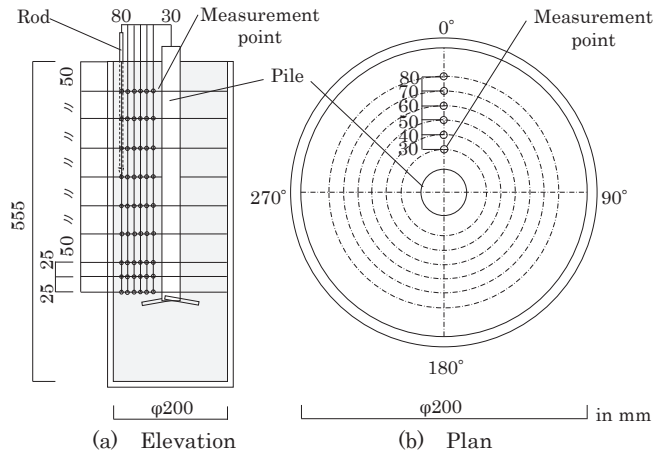 Rod
80
30
Measurement
point
Pile
555
50
〃
〃
〃
〃
〃
50
25
25
φ200
(a) Elevation
0°
Measurement
point
80
70
60
50
40
30
270°
90°
180°
φ200
in mm
(b) Plan